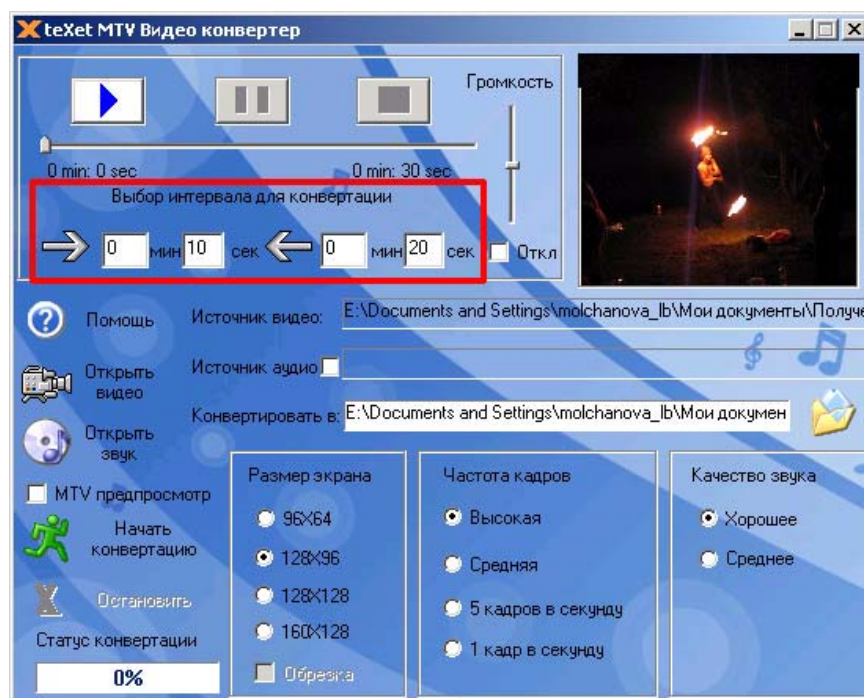 teXet MTV Видео конвертер
Громкость
0 min: 0 sec 0 min: 30 sec
Выбор интервала для конвертации
0 мин 10 сек 0 мин 20 сек Откл
Помощь
Источник видео: E:\Documents and Settings\molchanova_lb\Мои документы\Получе
Открыть
видео
Источник аудио
Открыть
звук
Конвертировать в: E:\Documents and Settings\molchanova_lb\Мои докумен
MTV предпросмотр
Начать
конвертацию
Остановить
Статус конвертации
0%
Размер экрана
96X64
128X96
128X128
160X128
Обрезка
Частота кадров
Высокая
Средняя
5 кадров в секунду
1 кадр в секунду
Качество звука
Хорошее
Среднее